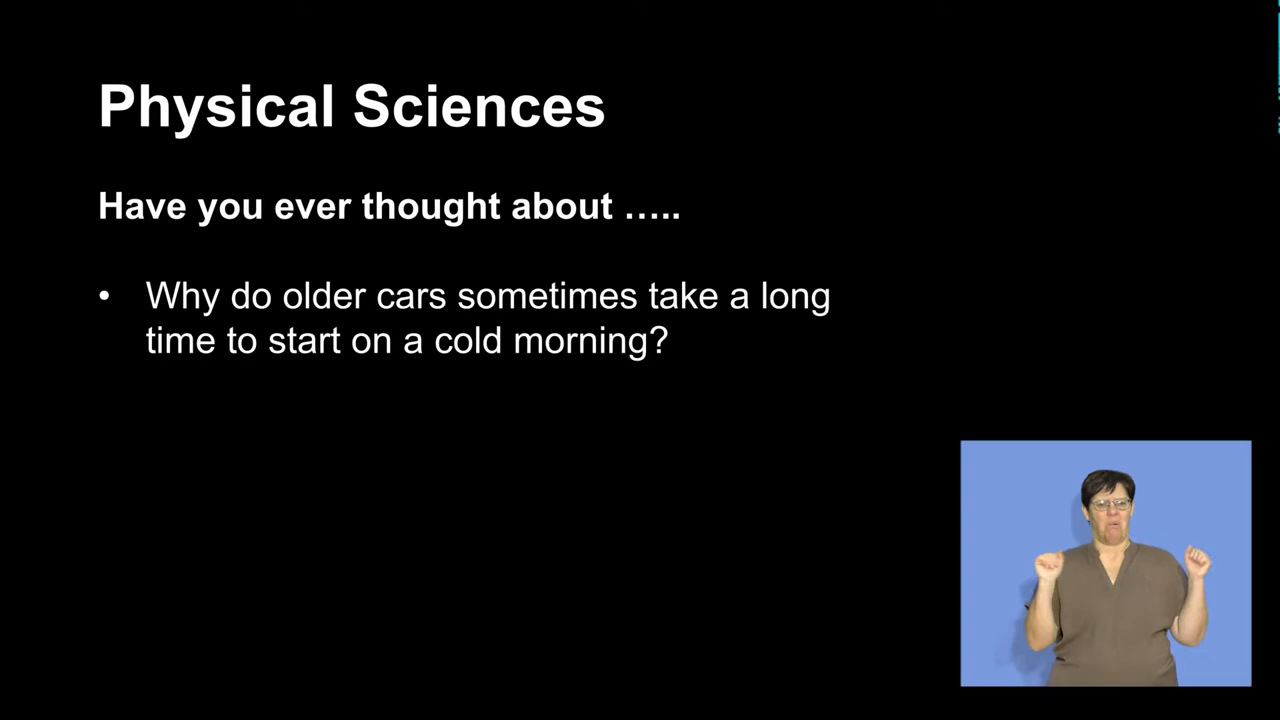 Physical Sciences
Have you ever thought about …..
• Why do older cars sometimes take a long
time to start on a cold morning?